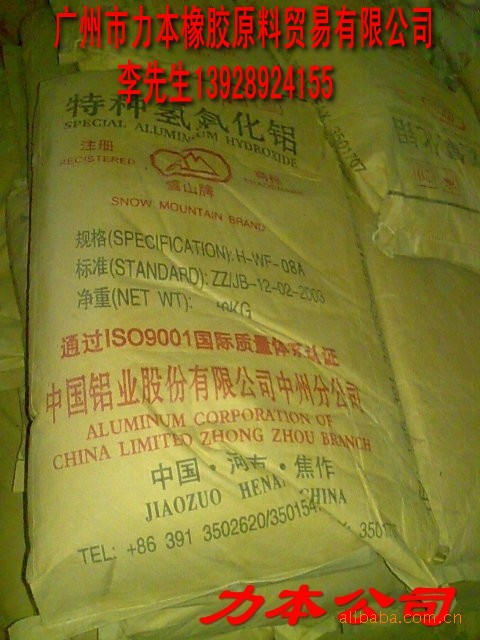 广州市力本橡胶原料贸易有限公司
李先生13928924155
特种氢氧化铝
SPECIAL ALUMINUM HYDROXIDE
注册
REGISTERED
雪山牌
SNOW MOUNTAIN BRAND
规格(SPECIFICATION): H-WF-08A
标准(STANDARD): ZZ/JB-12-02-2003
净重(NET WT):
通过ISO9001国际质量体系认证
中国铝业股份有限公司中州分公司
ALUMINUM CORPORATION OF
CHINA LIMITED ZHONG ZHOU BRANCH
中国·河南·焦作
JIAOZUO HENAN CHINA
TEL: +86 391 3502620/350154
力本公司
alibaba.com.cn